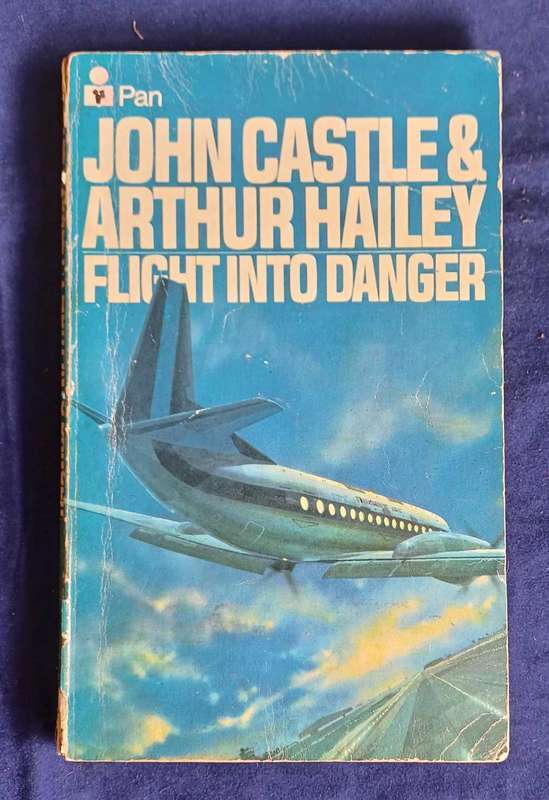 Pan
JOHN CASTLE &
ARTHUR HAILEY
FLIGHT INTO DANGER